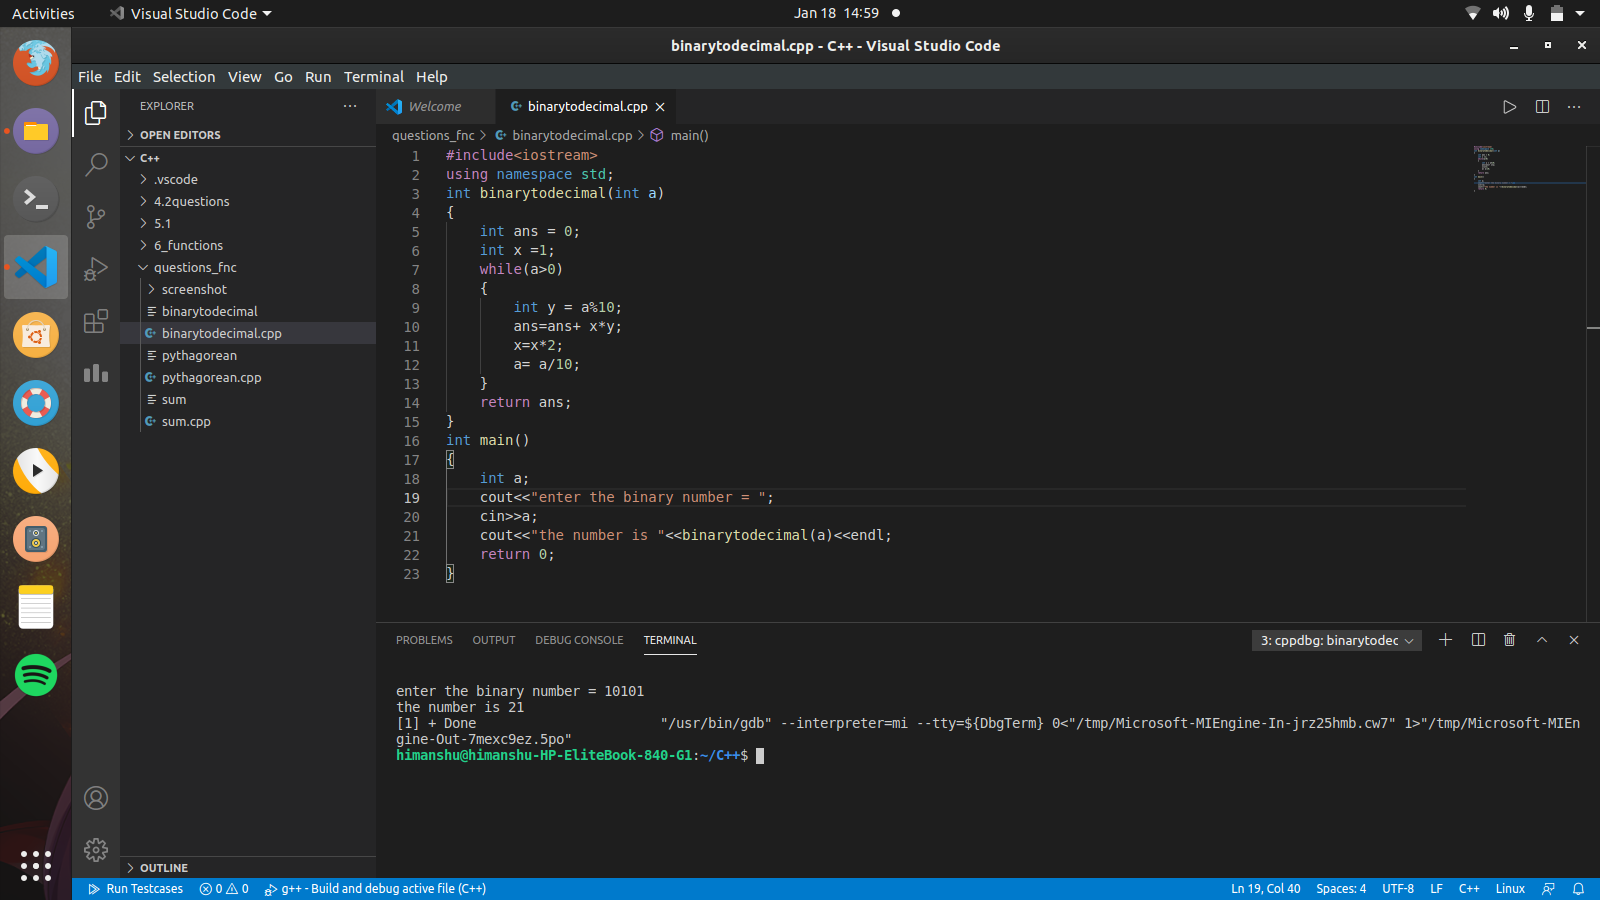 Activities Visual Studio Code Jan 18 14:59
binarytodecimal.cpp - C++ - Visual Studio Code
File Edit Selection View Go Run Terminal Help
EXPLORER
OPEN EDITORS
C++
.vscode
4.2questions
5.1
6_functions
questions_fnc
screenshot
binarytodecimal
binarytodecimal.cpp
pythagorean
pythagorean.cpp
sum
sum.cpp
OUTLINE
Welcome binarytodecimal.cpp
questions_fnc > binarytodecimal.cpp > main()
1 #include<iostream>
2 using namespace std;
3 int binarytodecimal(int a)
4 {
5     int ans = 0;
6     int x =1;
7     while(a>0)
8     {
9         int y = a%10;
10         ans=ans+ x*y;
11         x=x*2;
12         a= a/10;
13     }
14     return ans;
15 }
16 int main()
17 {
18     int a;
19     cout<<"enter the binary number = ";
20     cin>>a;
21     cout<<"the number is "<<binarytodecimal(a)<<endl;
22     return 0;
23 }
PROBLEMS OUTPUT DEBUG CONSOLE TERMINAL 3: cppdbg: binarytodec
enter the binary number = 10101
the number is 21
[1] + Done                       "/usr/bin/gdb" --interpreter=mi --tty=${DbgTerm} 0<"/tmp/Microsoft-MIEngine-In-jrz25hmb.cw7" 1>"/tmp/Microsoft-MIEn
gine-Out-7mexc9ez.5po"
himanshu@himanshu-HP-EliteBook-840-G1:~/C++$
Run Testcases 0 0 g++ - Build and debug active file (C++) Ln 19, Col 40 Spaces: 4 UTF-8 LF C++ Linux